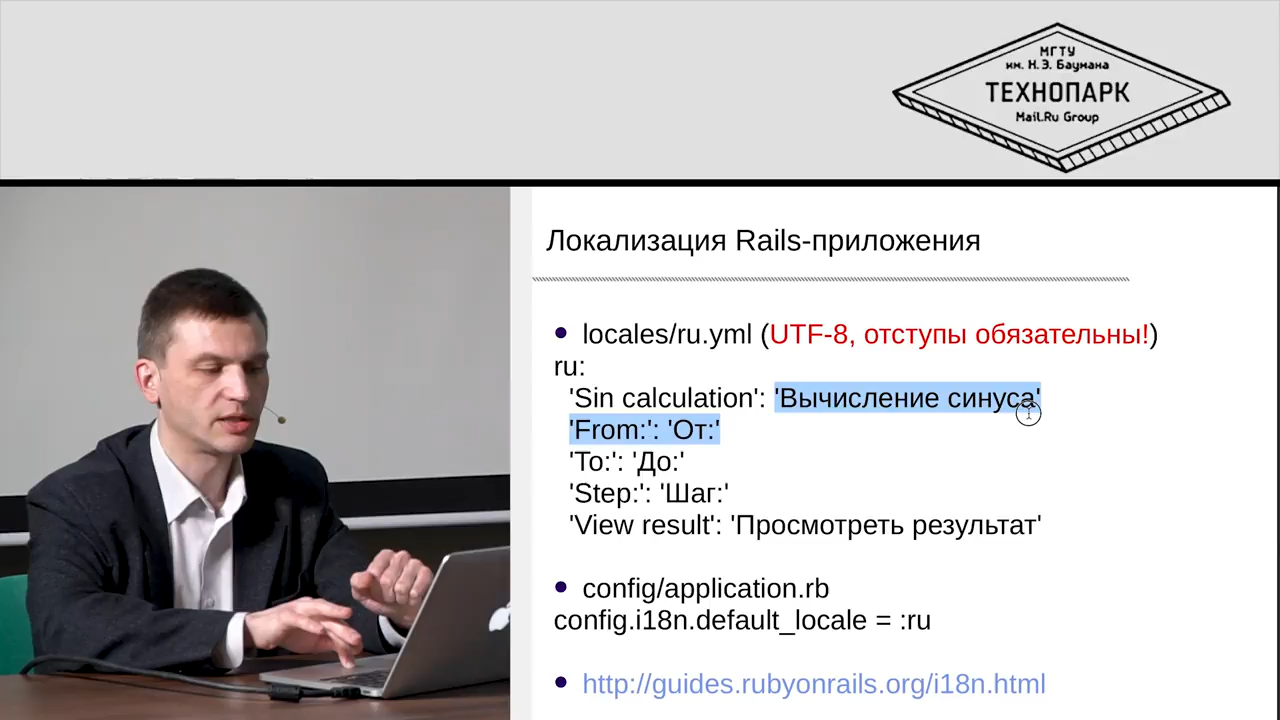 МГТУ
им. Н.Э. Баумана
ТЕХНОПАРК
Mail.Ru Group
Локализация Rails-приложения
locales/ru.yml (UTF-8, отступы обязательны!)
ru:
'Sin calculation': 'Вычисление синуса'
'From:': 'От:'
'To:': 'До:'
'Step:': 'Шаг:'
'View result': 'Просмотреть результат'
config/application.rb
config.i18n.default_locale = :ru
http://guides.rubyonrails.org/i18n.html